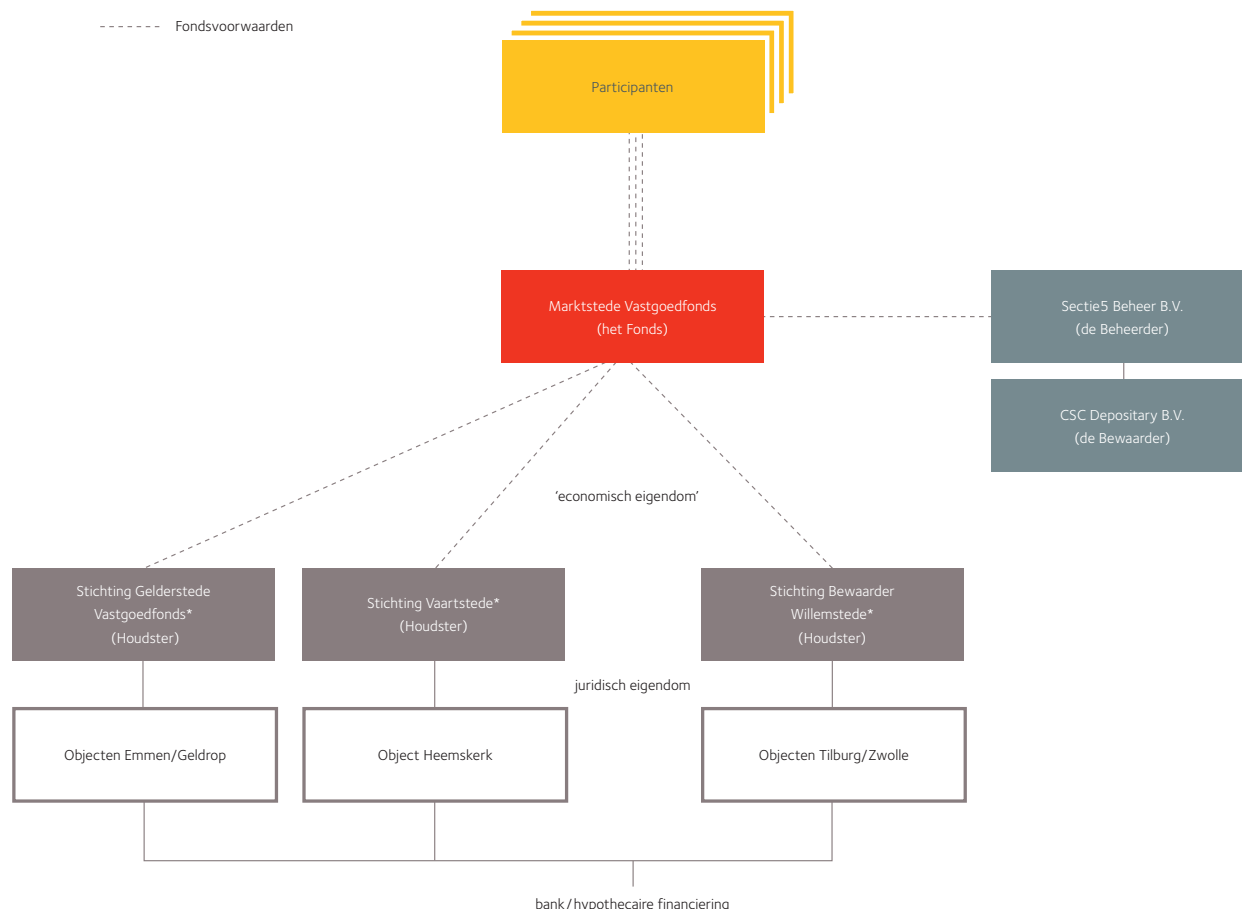 Fondsvoorwaarden
Participanten
Marktstede Vastgoedfonds
(het Fonds)
Sectie5 Beheer B.V.
(de Beheerder)
CSC Depositary B.V.
(de Bewaarder)
‘economisch eigendom’
Stichting Gelderstede
Vastgoedfonds*
(Houdster)
Stichting Vaartstede*
(Houdster)
Stichting Bewaarder
Willemstede*
(Houdster)
juridisch eigendom
Objecten Emmen/Geldrop
Object Heemskerk
Objecten Tilburg/Zwolle
bank/hypothecaire financiering